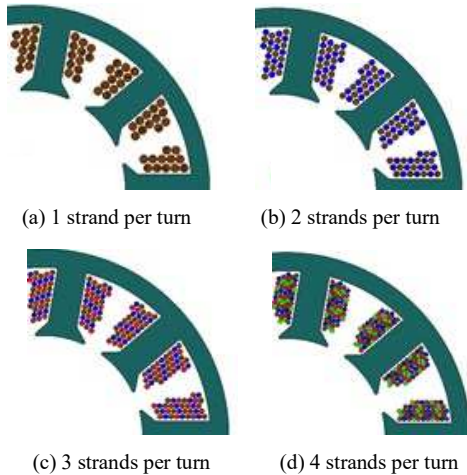 (a) 1 strand per turn
(b) 2 strands per turn
(c) 3 strands per turn
(d) 4 strands per turn